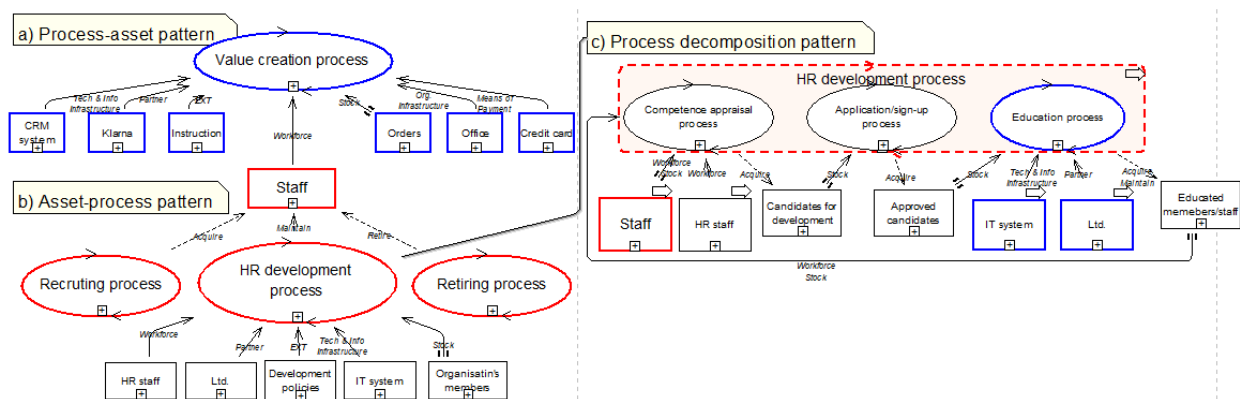 a) Process-asset pattern
Value creation process
Tech & Info
Infrastructure
Partner
EXT
Stock
Org.
Infrastructure
Means of
Payment
CRM
system
Klarna
Instruction
Orders
Office
Credit card
Workforce
Staff
b) Asset-process pattern
Acquire
Maintain
Retire
Recruting process
HR development
process
Retiring process
Workforce
Partner
EXT
Tech & Info
Infrastructure
Stock
HR staff
Ltd.
Development
policies
IT system
Organisatin's
members
c) Process decomposition pattern
HR development process
Competence appraisal
process
Application/sign-up
process
Education process
Workforce
Stock
Workforce
Acquire
Stock
Acquire
Stock
Tech & Info
Infrastructure
Partner
Acquire
Maintain
Staff
HR staff
Candidates for
development
Approved
candidates
IT system
Ltd.
Educated
memebers/staff
Workforce
Stock